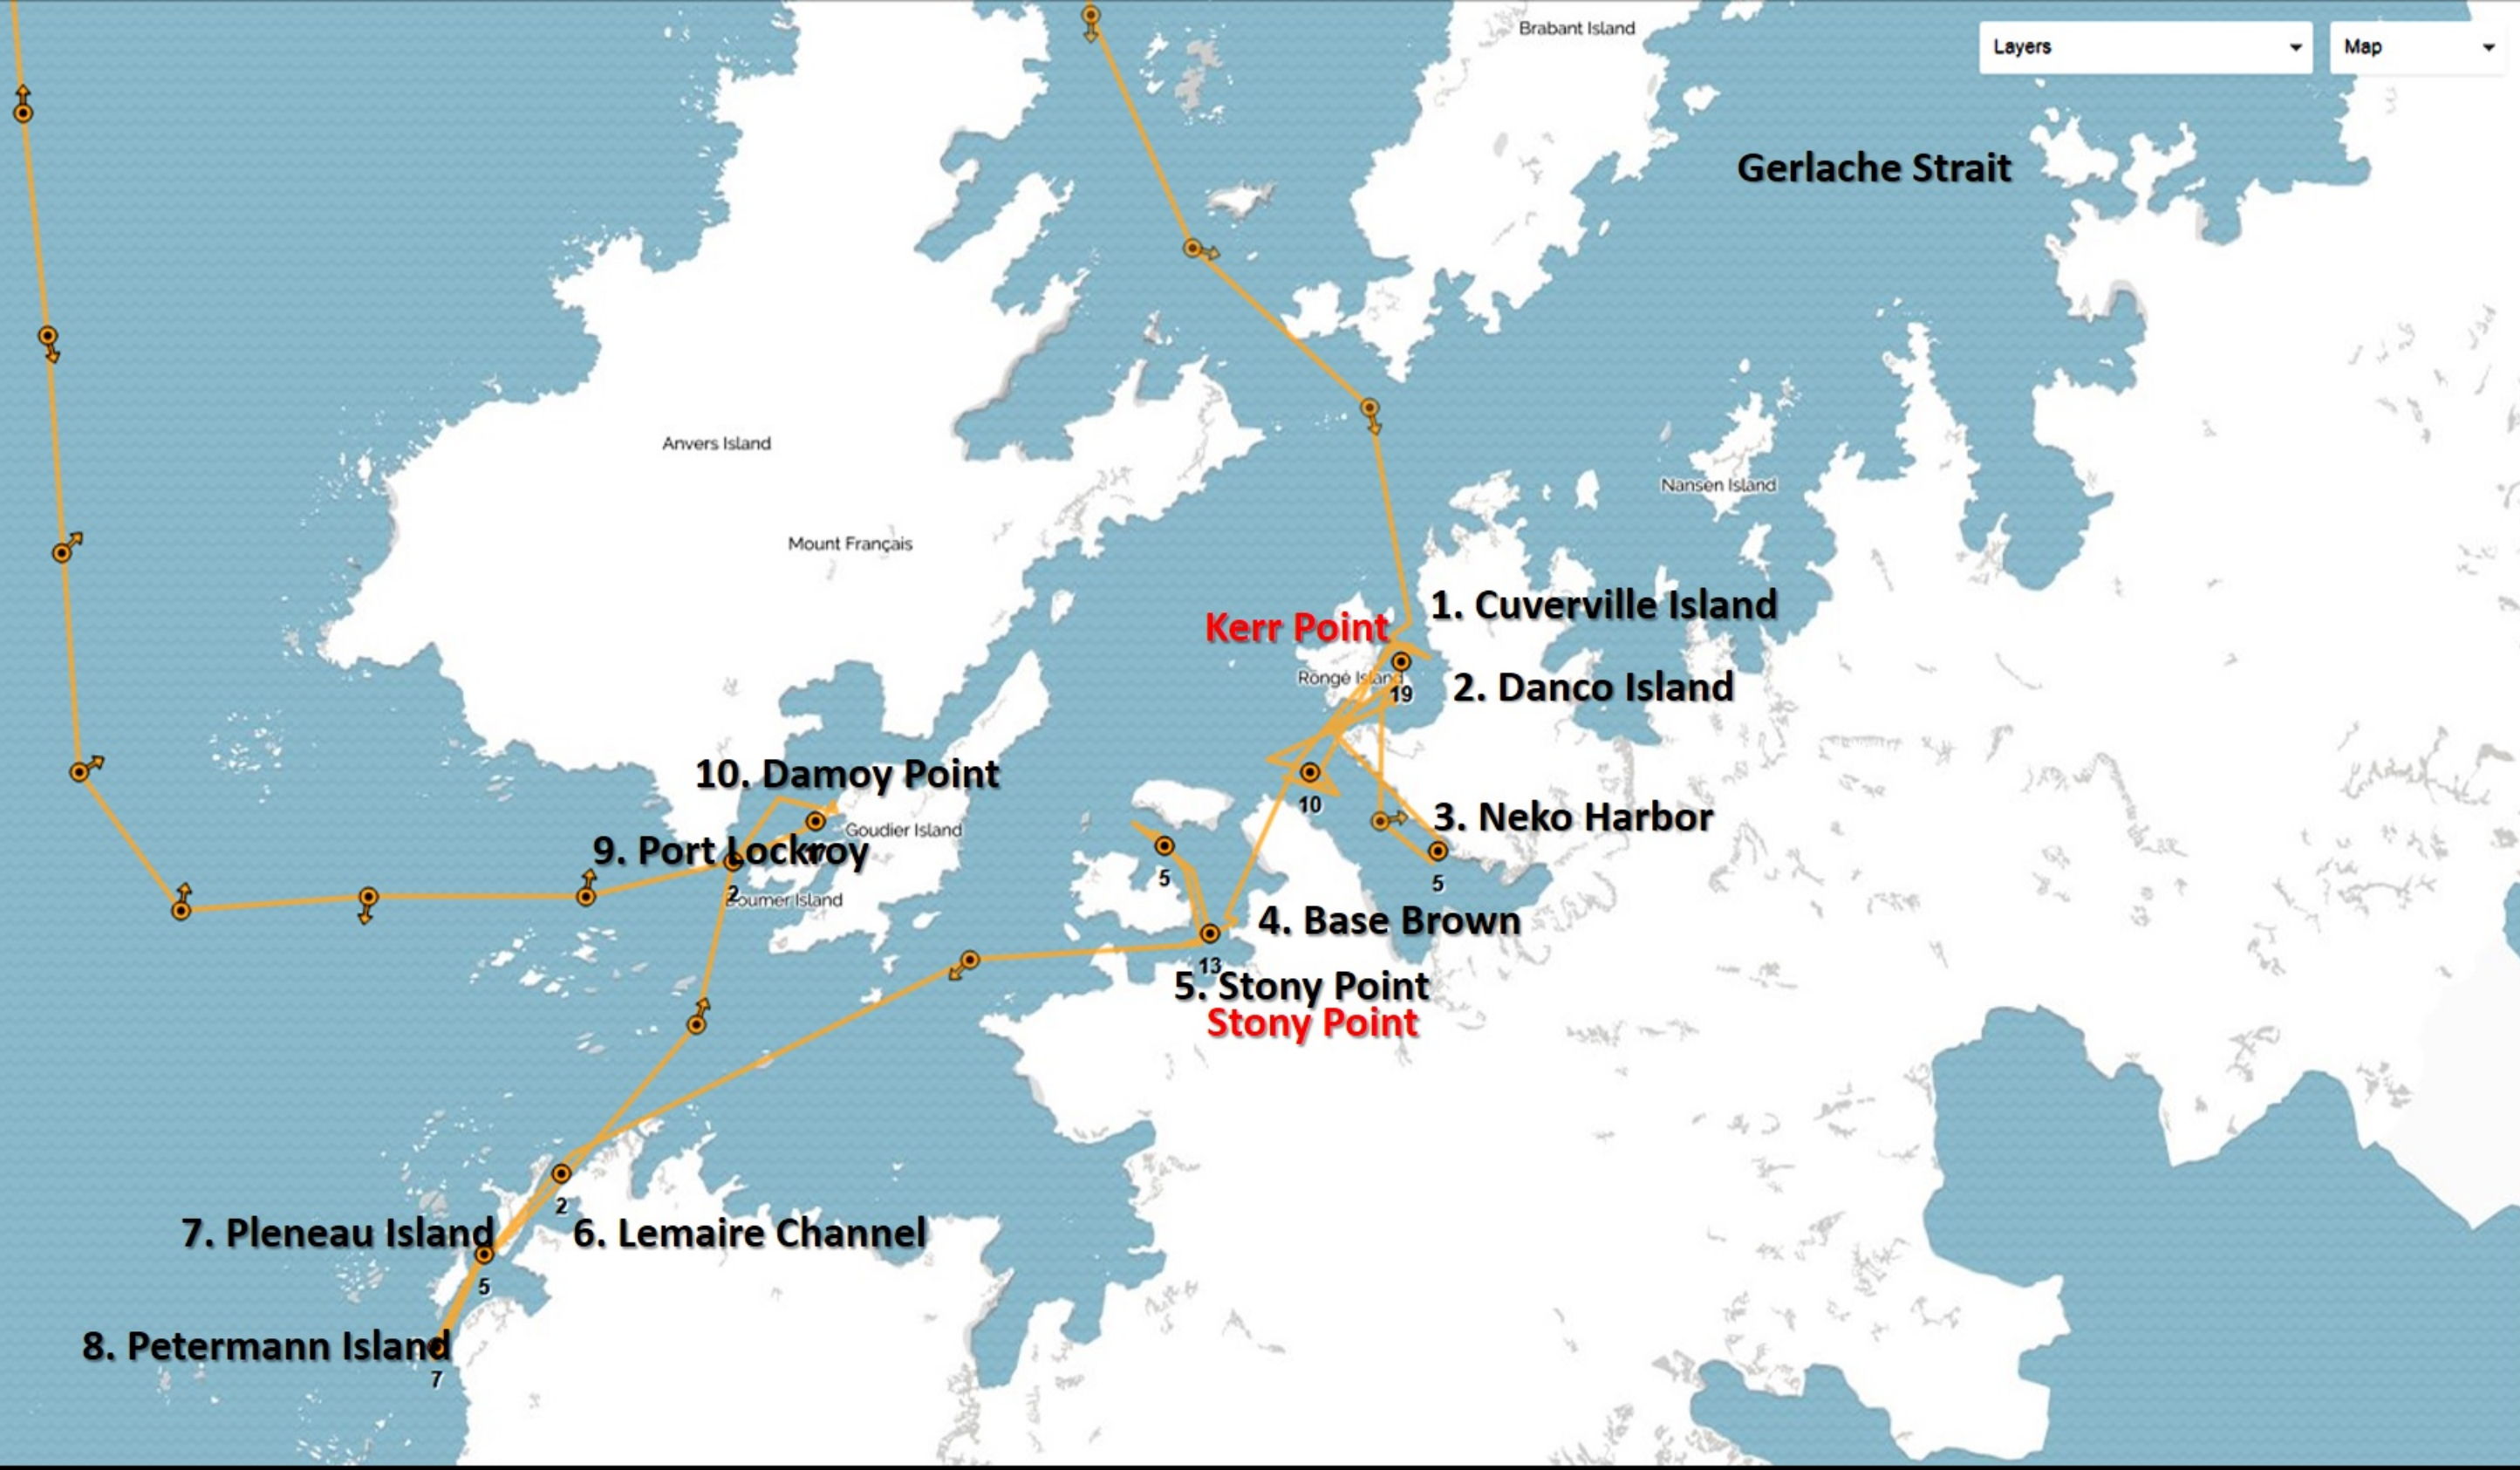 Brabant Island
Layers
Map
Gerlache Strait
Anvers Island
Nansen Island
Mount Français
1. Cuverville Island
Kerr Point
Rongé Island
19
2. Danco Island
10. Damoy Point
10
3. Neko Harbor
Goudier Island
9. Port Lockroy
5
5
2
Doumer Island
4. Base Brown
13
5. Stony Point
Stony Point
2
7. Pleneau Island
6. Lemaire Channel
5
8. Petermann Island
7